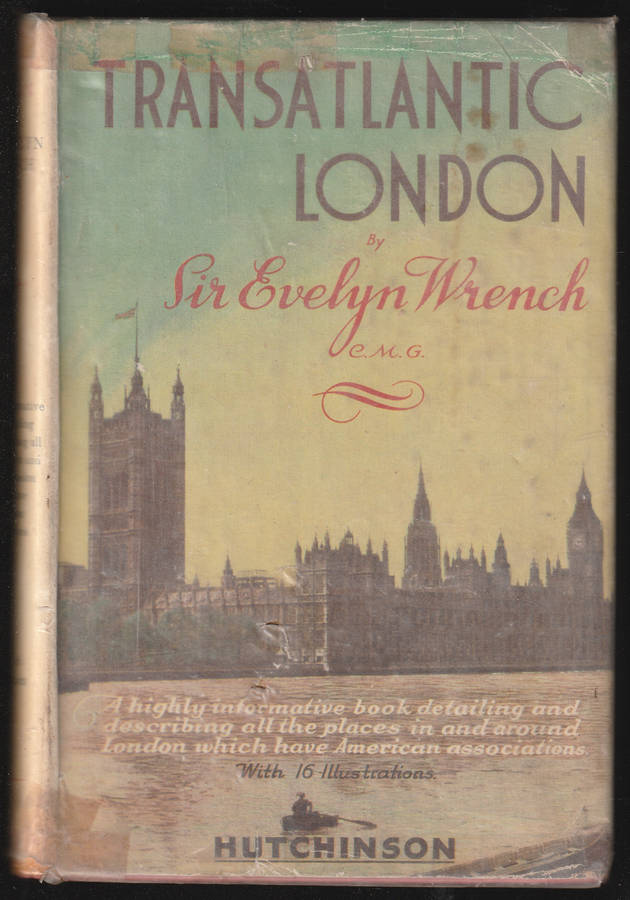 TRANSATLANTIC
LONDON
By
Sir Evelyn Wrench
C.M.G.
A highly informative book detailing and
describing all the places in and around
London which have American associations.
With 16 Illustrations.
HUTCHINSON